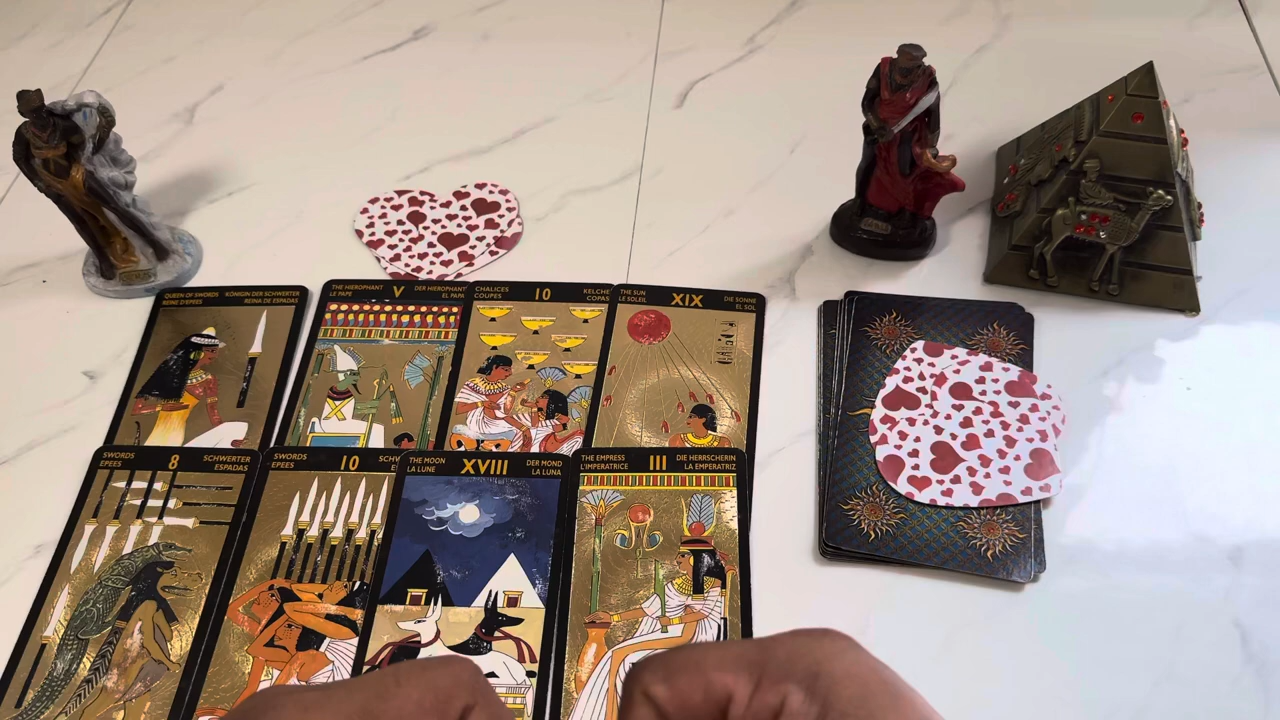 QUEEN OF SWORDS KÖNIGIN DER SCHWERTER
REINE D'EPEES REINA DE ESPADAS
THE HIEROPHANT V DER HIEROPHANT
LE PAPE EL PAPA
CHALICES 10 KELCHE
COUPES COPAS
THE SUN XIX DIE SONNE
LE SOLEIL EL SOL
SWORDS 8 SCHWERTER
EPEES ESPADAS
SWORDS 10
EPEES
THE MOON XVIII DER MOND
LA LUNE LA LUNA
THE EMPRESS III DIE HERRSCHERIN
L'IMPERATRICE LA EMPERATRIZ